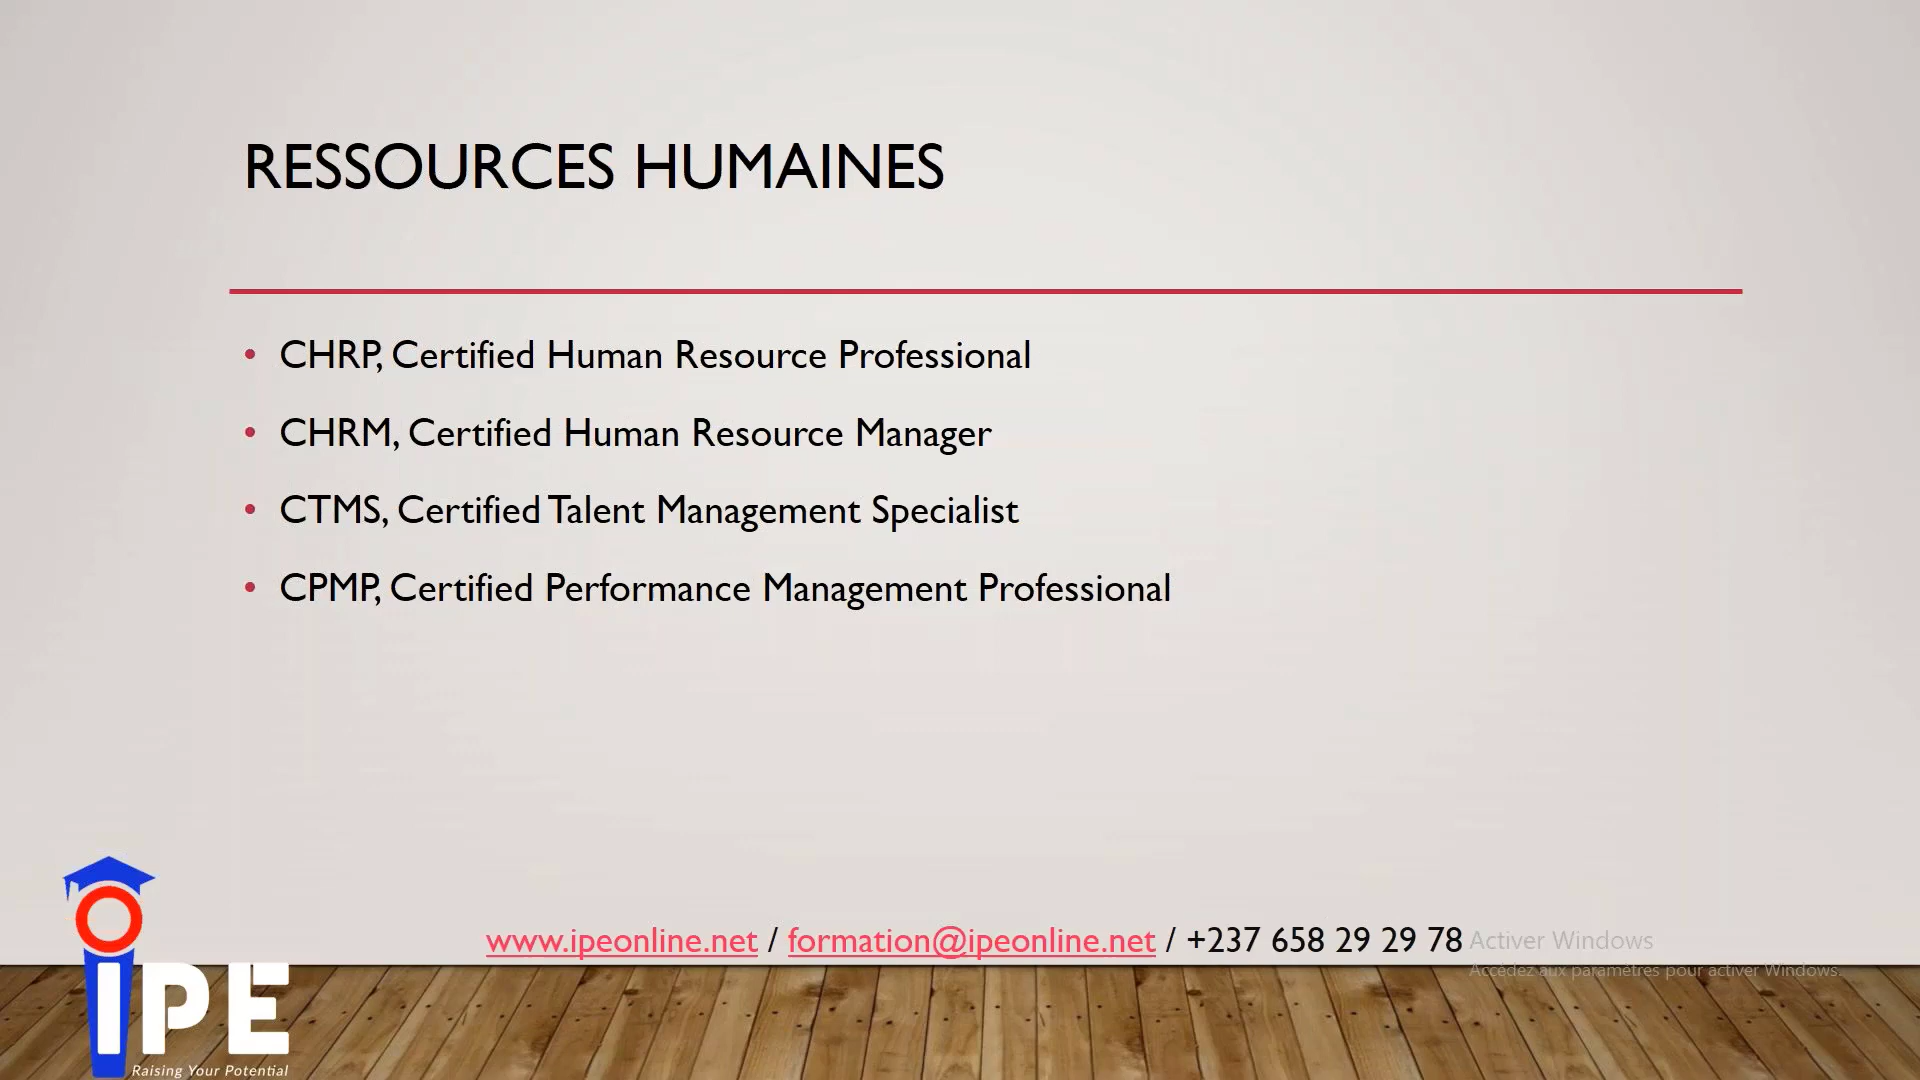 RESSOURCES HUMAINES
• CHRP, Certified Human Resource Professional
• CHRM, Certified Human Resource Manager
• CTMS, Certified Talent Management Specialist
• CPMP, Certified Performance Management Professional
www.ipeonline.net / formation@ipeonline.net / +237 658 29 29 78
Activer Windows
Accédez aux paramètres pour activer Windows.
iPE
Raising Your Potential